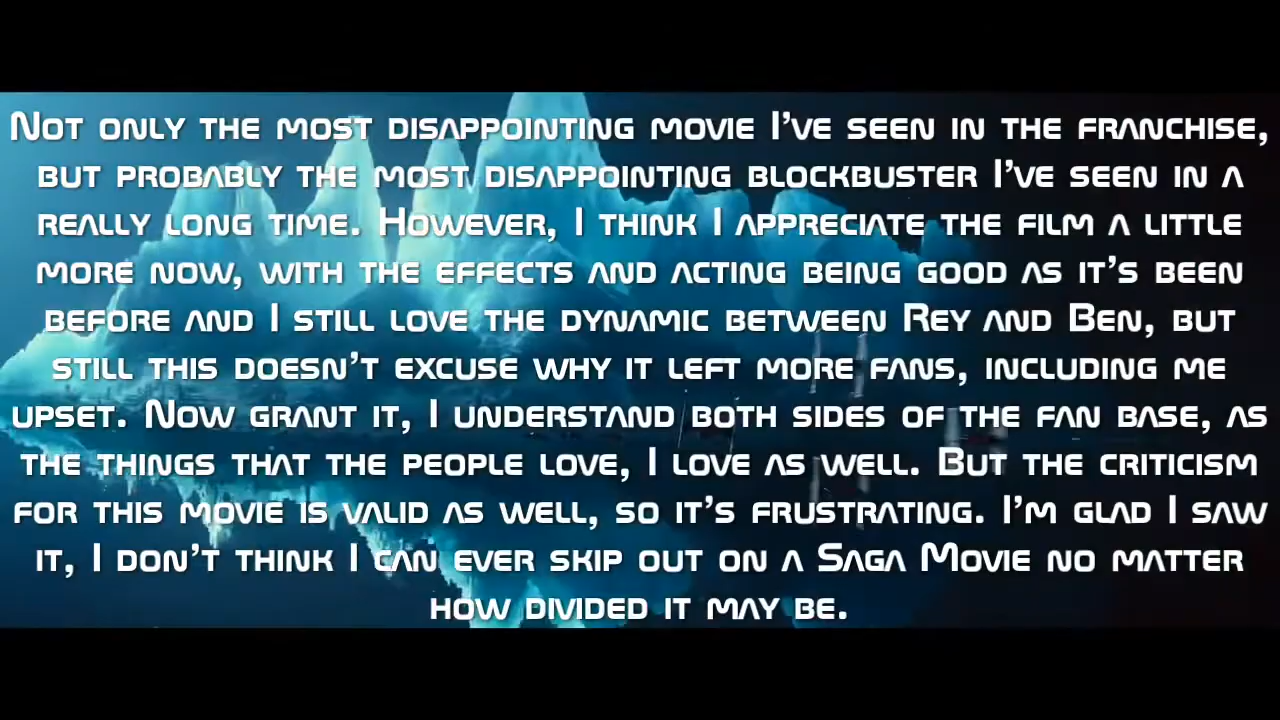 Not only the most disappointing movie I've seen in the franchise,
but probably the most disappointing blockbuster I've seen in a
really long time. However, I think I appreciate the film a little
more now, with the effects and acting being good as it's been
before and I still love the dynamic between Rey and Ben, but
still this doesn't excuse why it left more fans, including me
upset. Now grant it, I understand both sides of the fan base, as
the things that the people love, I love as well. But the criticism
for this movie is valid as well, so it's frustrating. I'm glad I saw
it, I don't think I can ever skip out on a Saga Movie no matter
how divided it may be.